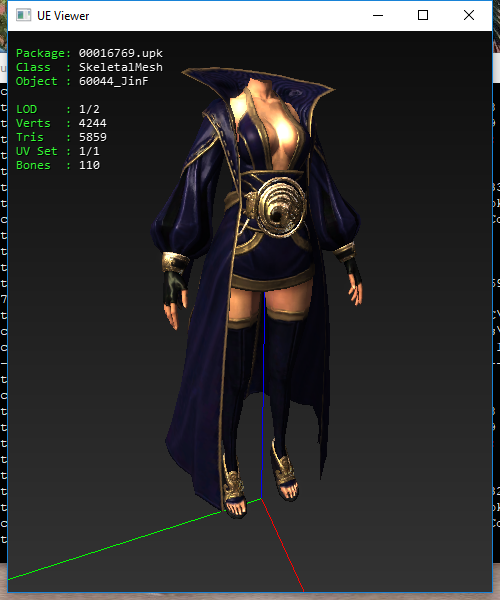 UE Viewer
Package: 00016769.upk
Class  : SkeletalMesh
Object : 60044_JinF
LOD    : 1/2
Verts  : 4244
Tris   : 5859
UV Set : 1/1
Bones  : 110